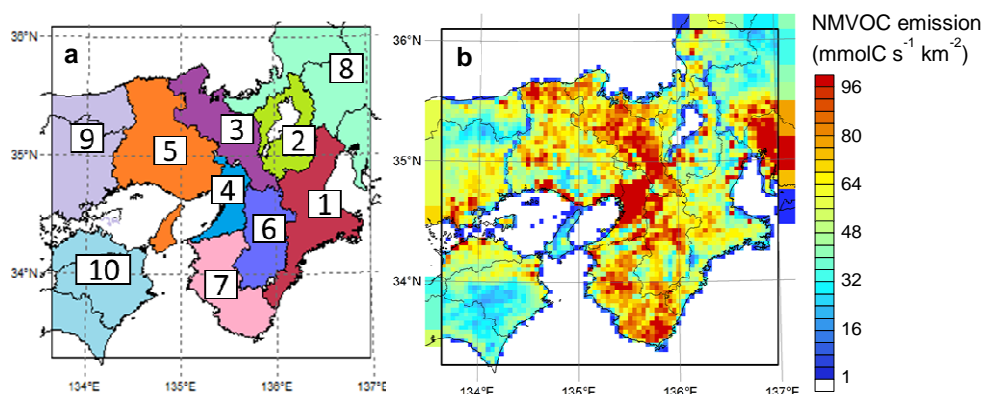 NMVOC emission
(mmolC s⁻¹ km⁻²)
a
b
36°N
35°N
34°N
134°E
135°E
136°E
137°E
1
2
3
4
5
6
7
8
9
10
36°N
35°N
34°N
134°E
135°E
136°E
137°E
96
80
64
48
32
16
1